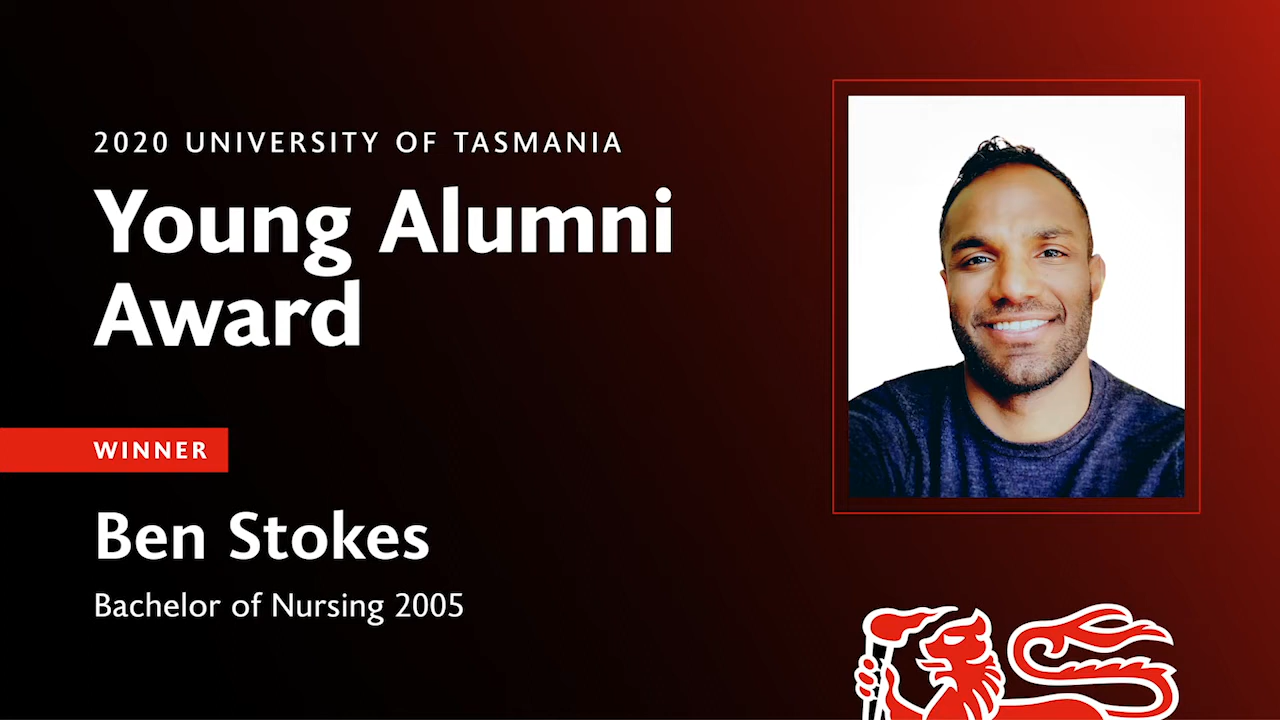 2020 UNIVERSITY OF TASMANIA
Young Alumni
Award
WINNER
Ben Stokes
Bachelor of Nursing 2005